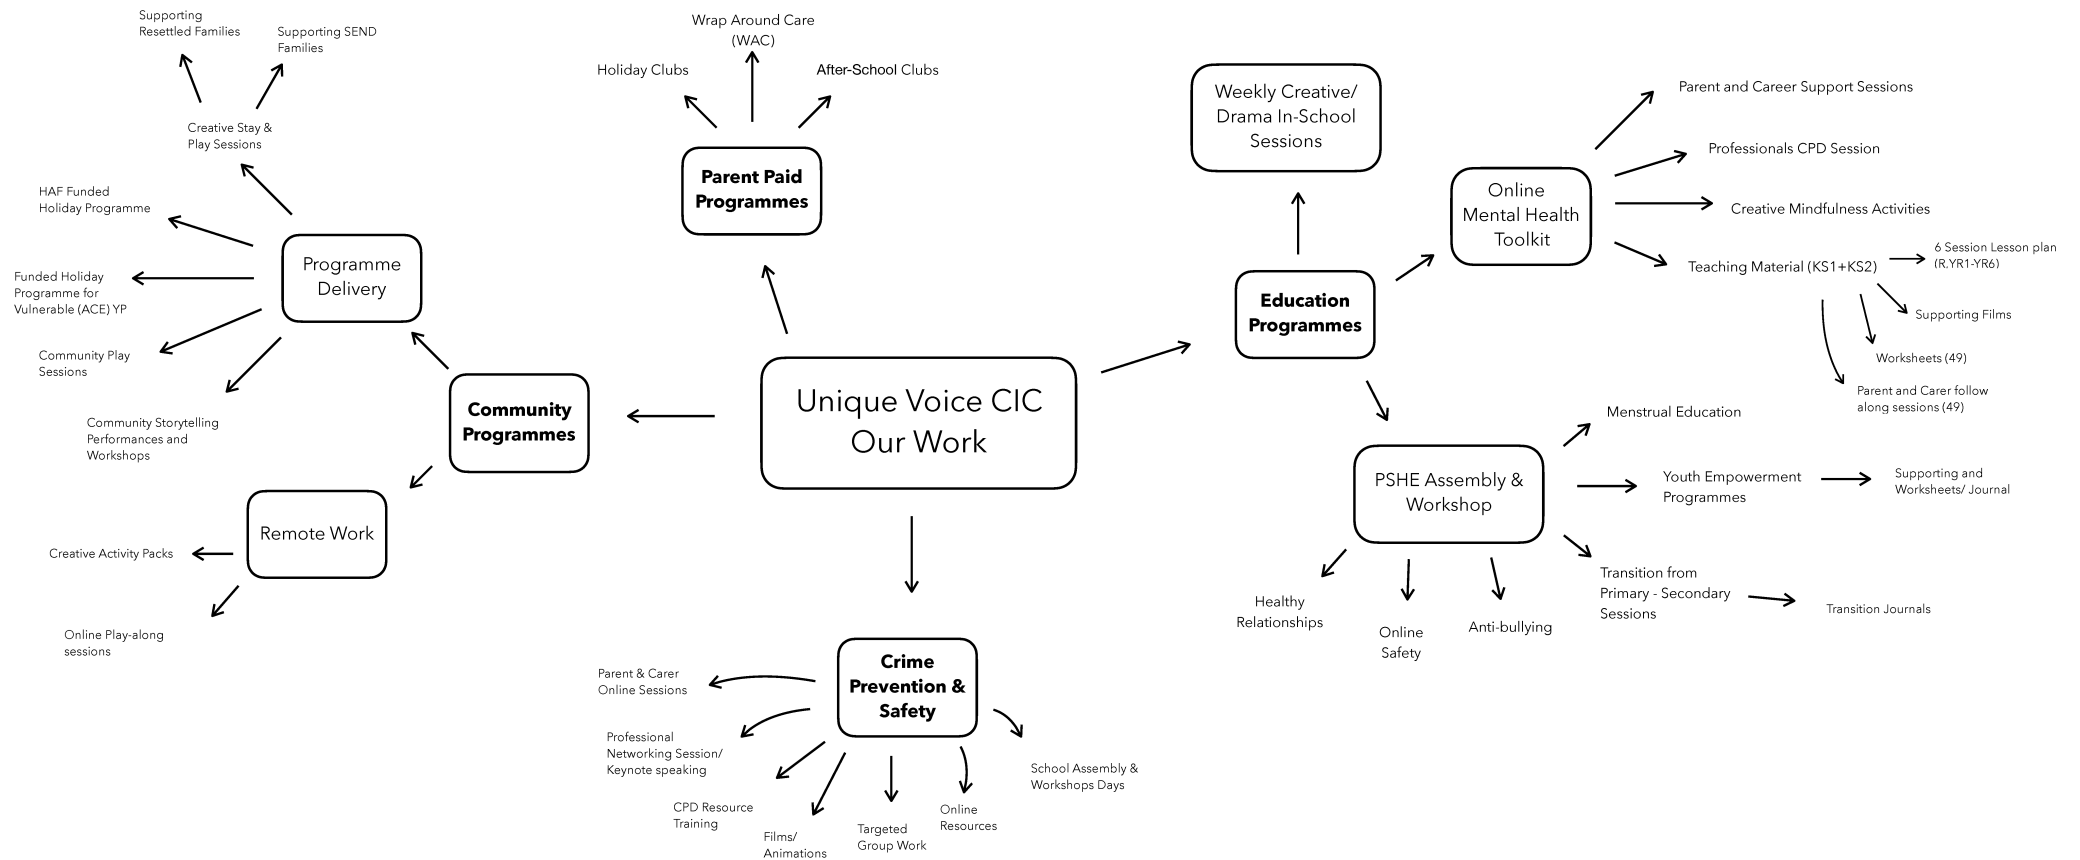 Unique Voice CIC
Our Work
Parent Paid
Programmes
Holiday Clubs
Wrap Around Care
(WAC)
After-School Clubs
Community
Programmes
Programme
Delivery
Creative Stay &
Play Sessions
Supporting
Resettled Families
Supporting SEND
Families
HAF Funded
Holiday Programme
Funded Holiday
Programme for
Vulnerable (ACE) YP
Community Play
Sessions
Community Storytelling
Performances and
Workshops
Remote Work
Creative Activity Packs
Online Play-along
sessions
Education
Programmes
Weekly Creative/
Drama In-School
Sessions
Online
Mental Health
Toolkit
Parent and Career Support Sessions
Professionals CPD Session
Creative Mindfulness Activities
Teaching Material (KS1+KS2)
6 Session Lesson plan
(R.YR1-YR6)
Supporting Films
Worksheets (49)
Parent and Carer follow
along sessions (49)
PSHE Assembly &
Workshop
Menstrual Education
Youth Empowerment
Programmes
Supporting and
Worksheets/ Journal
Transition from
Primary - Secondary
Sessions
Transition Journals
Anti-bullying
Online
Safety
Healthy
Relationships
Crime
Prevention &
Safety
Parent & Carer
Online Sessions
Professional
Networking Session/
Keynote speaking
CPD Resource
Training
Films/
Animations
Targeted
Group Work
Online
Resources
School Assembly &
Workshops Days